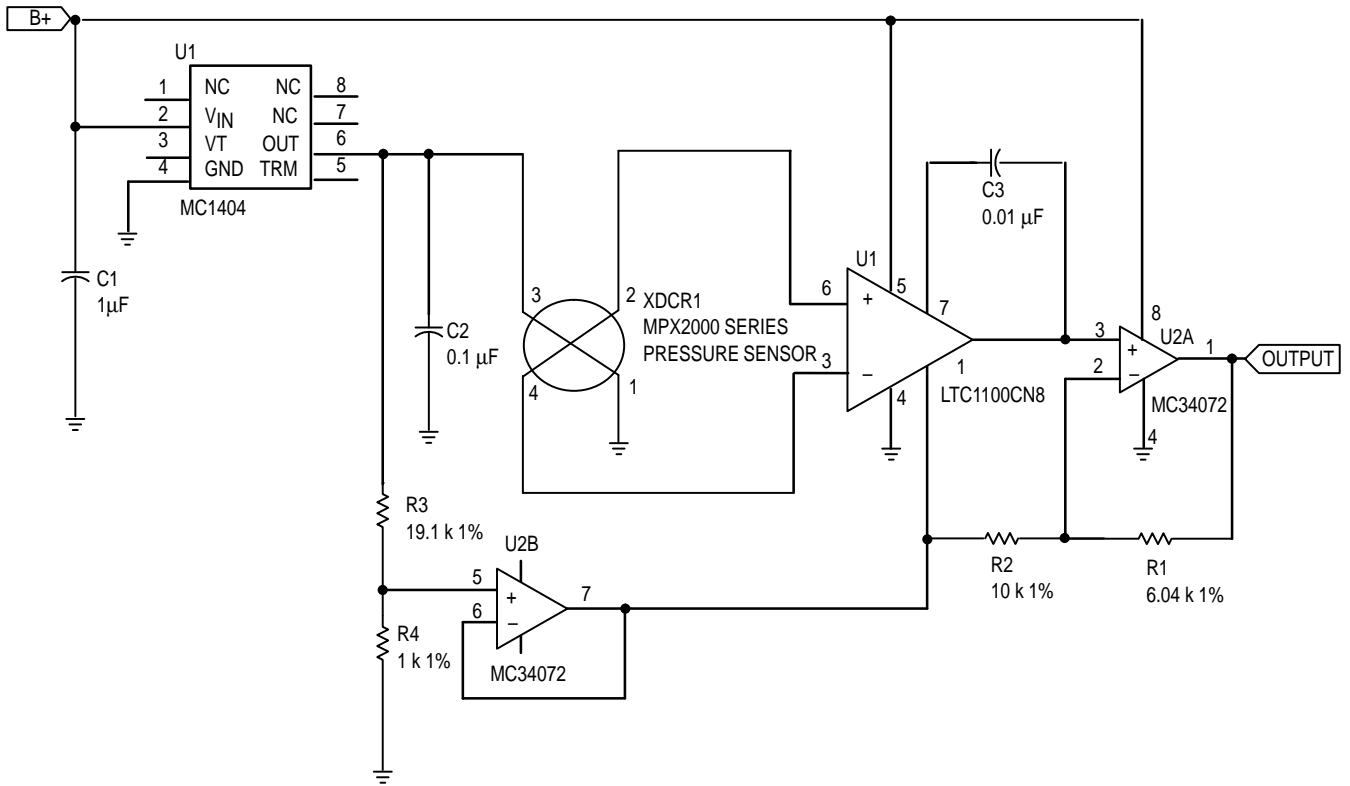 B+
U1
1 NC NC 8
2 VIN NC 7
3 VT OUT 6
4 GND TRM 5
MC1404
C1
1µF
C2
0.1 µF
3
2
4
1
XDCR1
MPX2000 SERIES
PRESSURE SENSOR
C3
0.01 µF
U1
6
+
5
7
3
–
4
1
LTC1100CN8
8
3
+
U2A
1
2
–
MC34072
4
OUTPUT
R3
19.1 k 1%
U2B
5
+
7
6
–
MC34072
R4
1 k 1%
R2
10 k 1%
R1
6.04 k 1%